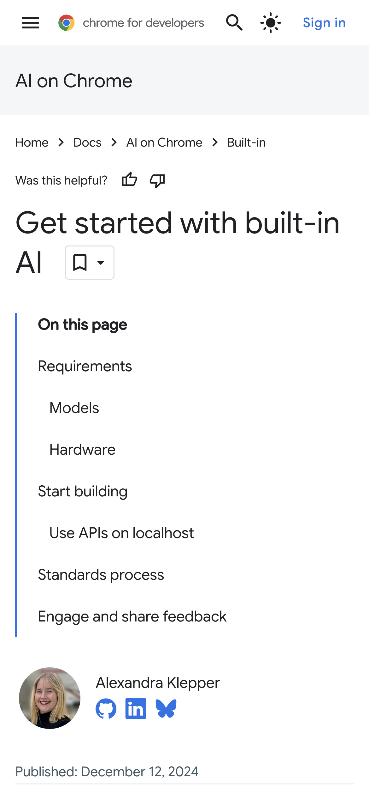 chrome for developers
Sign in
AI on Chrome
Home > Docs > AI on Chrome > Built-in
Was this helpful?
Get started with built-in
AI
On this page
Requirements
Models
Hardware
Start building
Use APIs on localhost
Standards process
Engage and share feedback
Alexandra Klepper
Published: December 12, 2024